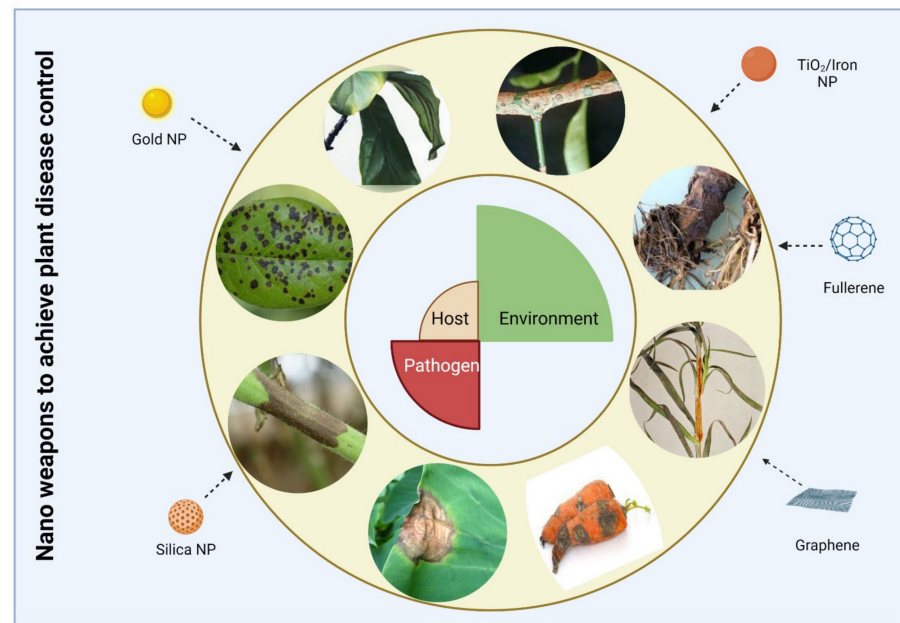 Nano weapons to achieve plant disease control
Gold NP
TiO₂/Iron
NP
Fullerene
Host
Environment
Pathogen
Silica NP
Graphene